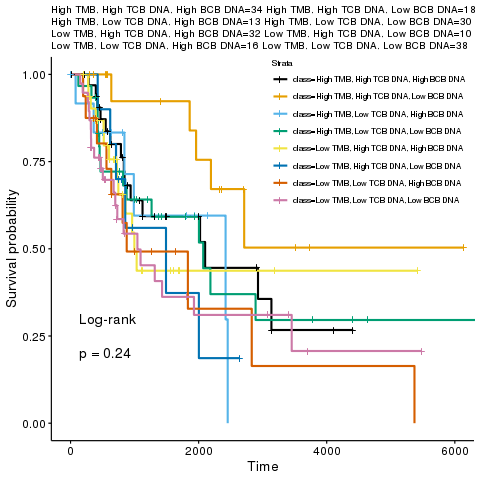 High TMB. High TCB DNA. High BCB DNA=34 High TMB. High TCB DNA. Low BCB DNA=18
High TMB. Low TCB DNA. High BCB DNA=13 High TMB. Low TCB DNA. Low BCB DNA=30
Low TMB. High TCB DNA. High BCB DNA=32 Low TMB. High TCB DNA. Low BCB DNA=10
Low TMB. Low TCB DNA. High BCB DNA=16 Low TMB. Low TCB DNA. Low BCB DNA=38
Strata
class=High TMB, High TCB DNA, High BCB DNA
class=High TMB, High TCB DNA, Low BCB DNA
class=High TMB, Low TCB DNA, High BCB DNA
class=High TMB, Low TCB DNA, Low BCB DNA
class=Low TMB, High TCB DNA, High BCB DNA
class=Low TMB, High TCB DNA, Low BCB DNA
class=Low TMB, Low TCB DNA, High BCB DNA
class=Low TMB, Low TCB DNA, Low BCB DNA
1.00
0.75
0.50
0.25
0.00
Survival probability
Log-rank
p = 0.24
0
2000
4000
6000
Time